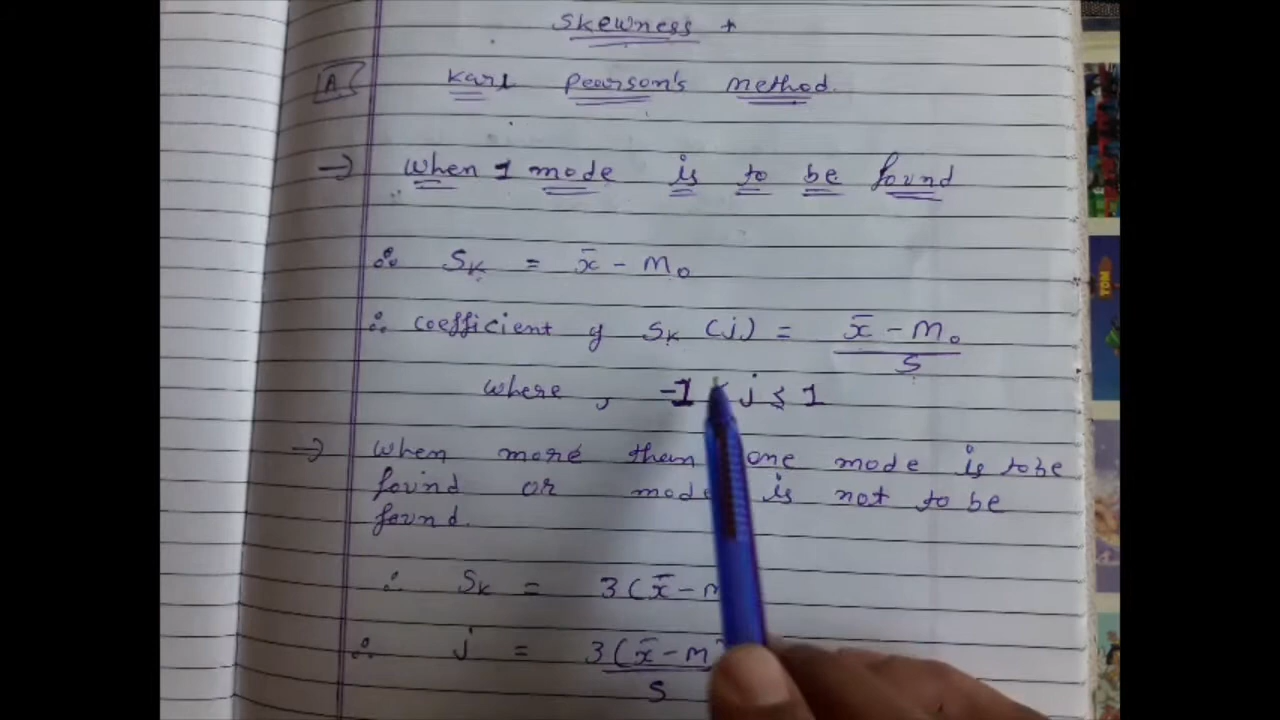 Skewness
A Karl Pearson's method.
→ When 1 mode is to be found
∴ Sk = x̄ - Mo
∴ coefficient of Sk (j) = x̄ - Mo / S
where, -1 < j ≤ 1
→ When more than one mode is to be
found or mode is not to be
found.
∴ Sk = 3(x̄ - m
∴ j = 3(x̄ - m) / S
TOM